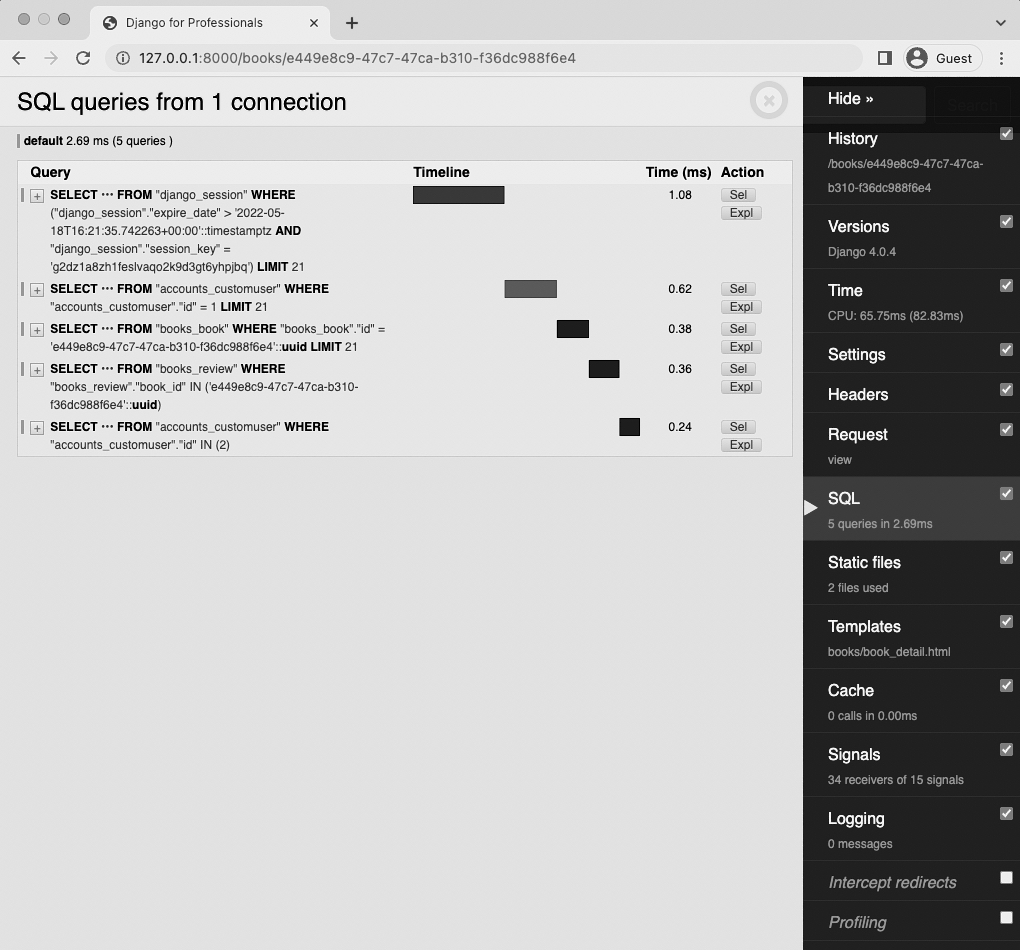 Django for Professionals
127.0.0.1:8000/books/e449e8c9-47c7-47ca-b310-f36dc988f6e4
Guest
SQL queries from 1 connection
default 2.69 ms (5 queries )
Query Timeline Time (ms) Action
SELECT ··· FROM "django_session" WHERE 1.08 Sel
("django_session"."expire_date" > '2022-05- Expl
18T16:21:35.742263+00:00'::timestamptz AND
"django_session"."session_key" =
'g2dz1a8zh1feslvaqo2k9d3gt6yhpjbq') LIMIT 21
SELECT ··· FROM "accounts_customuser" WHERE 0.62 Sel
"accounts_customuser"."id" = 1 LIMIT 21 Expl
SELECT ··· FROM "books_book" WHERE "books_book"."id" = 0.38 Sel
'e449e8c9-47c7-47ca-b310-f36dc988f6e4'::uuid LIMIT 21 Expl
SELECT ··· FROM "books_review" WHERE 0.36 Sel
"books_review"."book_id" IN ('e449e8c9-47c7-47ca-b310- Expl
f36dc988f6e4'::uuid)
SELECT ··· FROM "accounts_customuser" WHERE 0.24 Sel
"accounts_customuser"."id" IN (2) Expl
Hide »
Search
History
/books/e449e8c9-47c7-47ca-
b310-f36dc988f6e4
Versions
Django 4.0.4
Time
CPU: 65.75ms (82.83ms)
Settings
Headers
Request
view
SQL
5 queries in 2.69ms
Static files
2 files used
Templates
books/book_detail.html
Cache
0 calls in 0.00ms
Signals
34 receivers of 15 signals
Logging
0 messages
Intercept redirects
Profiling